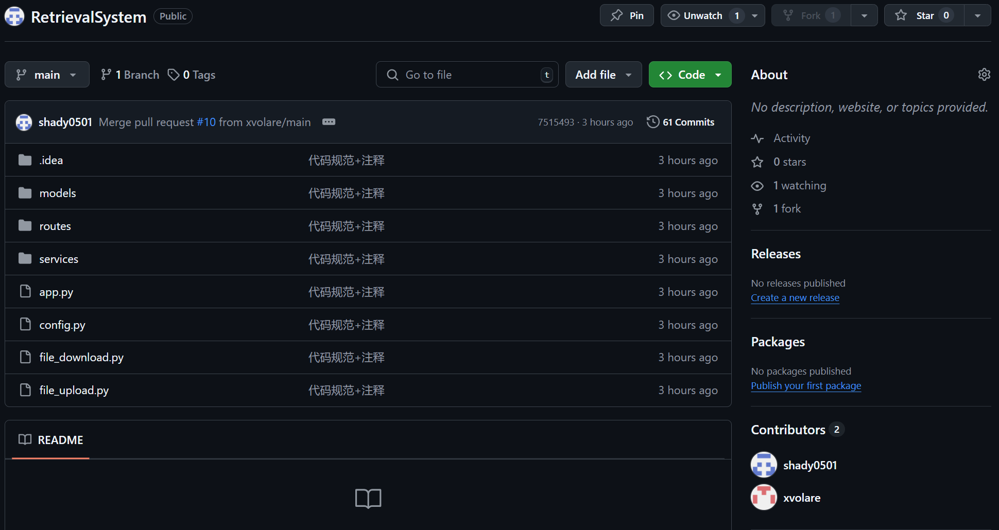 RetrievalSystem Public
Pin
Unwatch 1
Fork 1
Star 0
main
1 Branch
0 Tags
Go to file t
Add file
Code
shady0501 Merge pull request #10 from xvolare/main
7515493 · 3 hours ago
61 Commits
.idea 代码规范+注释 3 hours ago
models 代码规范+注释 3 hours ago
routes 代码规范+注释 3 hours ago
services 代码规范+注释 3 hours ago
app.py 代码规范+注释 3 hours ago
config.py 代码规范+注释 3 hours ago
file_download.py 代码规范+注释 3 hours ago
file_upload.py 代码规范+注释 3 hours ago
README
About
No description, website, or topics provided.
Activity
0 stars
1 watching
1 fork
Releases
No releases published
Create a new release
Packages
No packages published
Publish your first package
Contributors 2
shady0501
xvolare